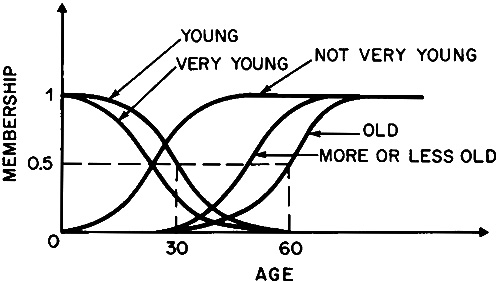 YOUNG
VERY YOUNG
NOT VERY YOUNG
1
OLD
MORE OR LESS OLD
0.5
MEMBERSHIP
0
30
60
AGE